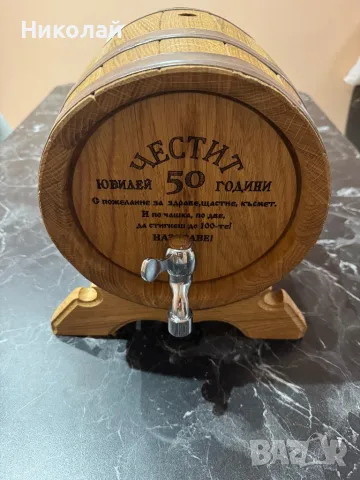 Николай
ЧЕСТИТ
ЮБИЛЕЙ 50 ГОДИНИ
С пожелание за здраве,щастие, късмет.
И по чашка, по две,
да стигнеш до 100-те!
НАЗДРАВЕ!
BAZAR